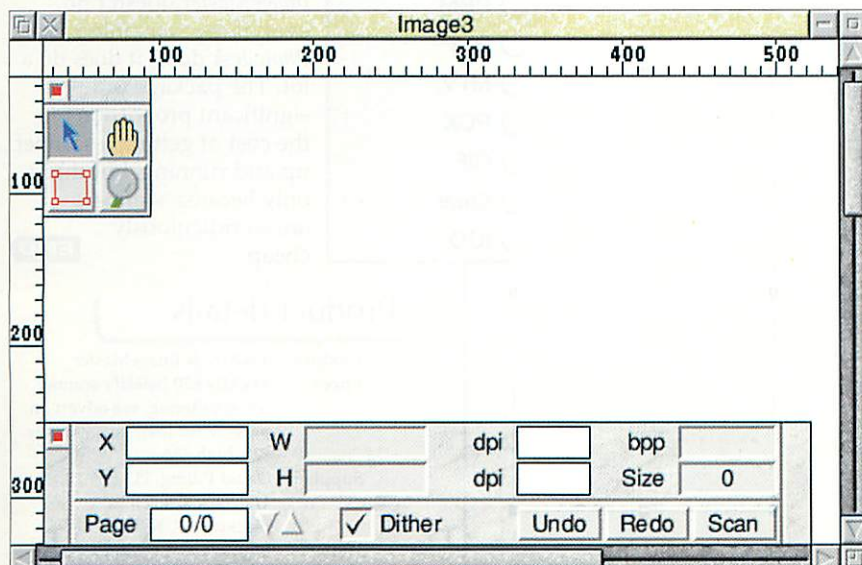 Image3
100 200 300 400 500
100
200
300
X W dpi bpp
Y H dpi Size 0
Page 0/0 Dither Undo Redo Scan